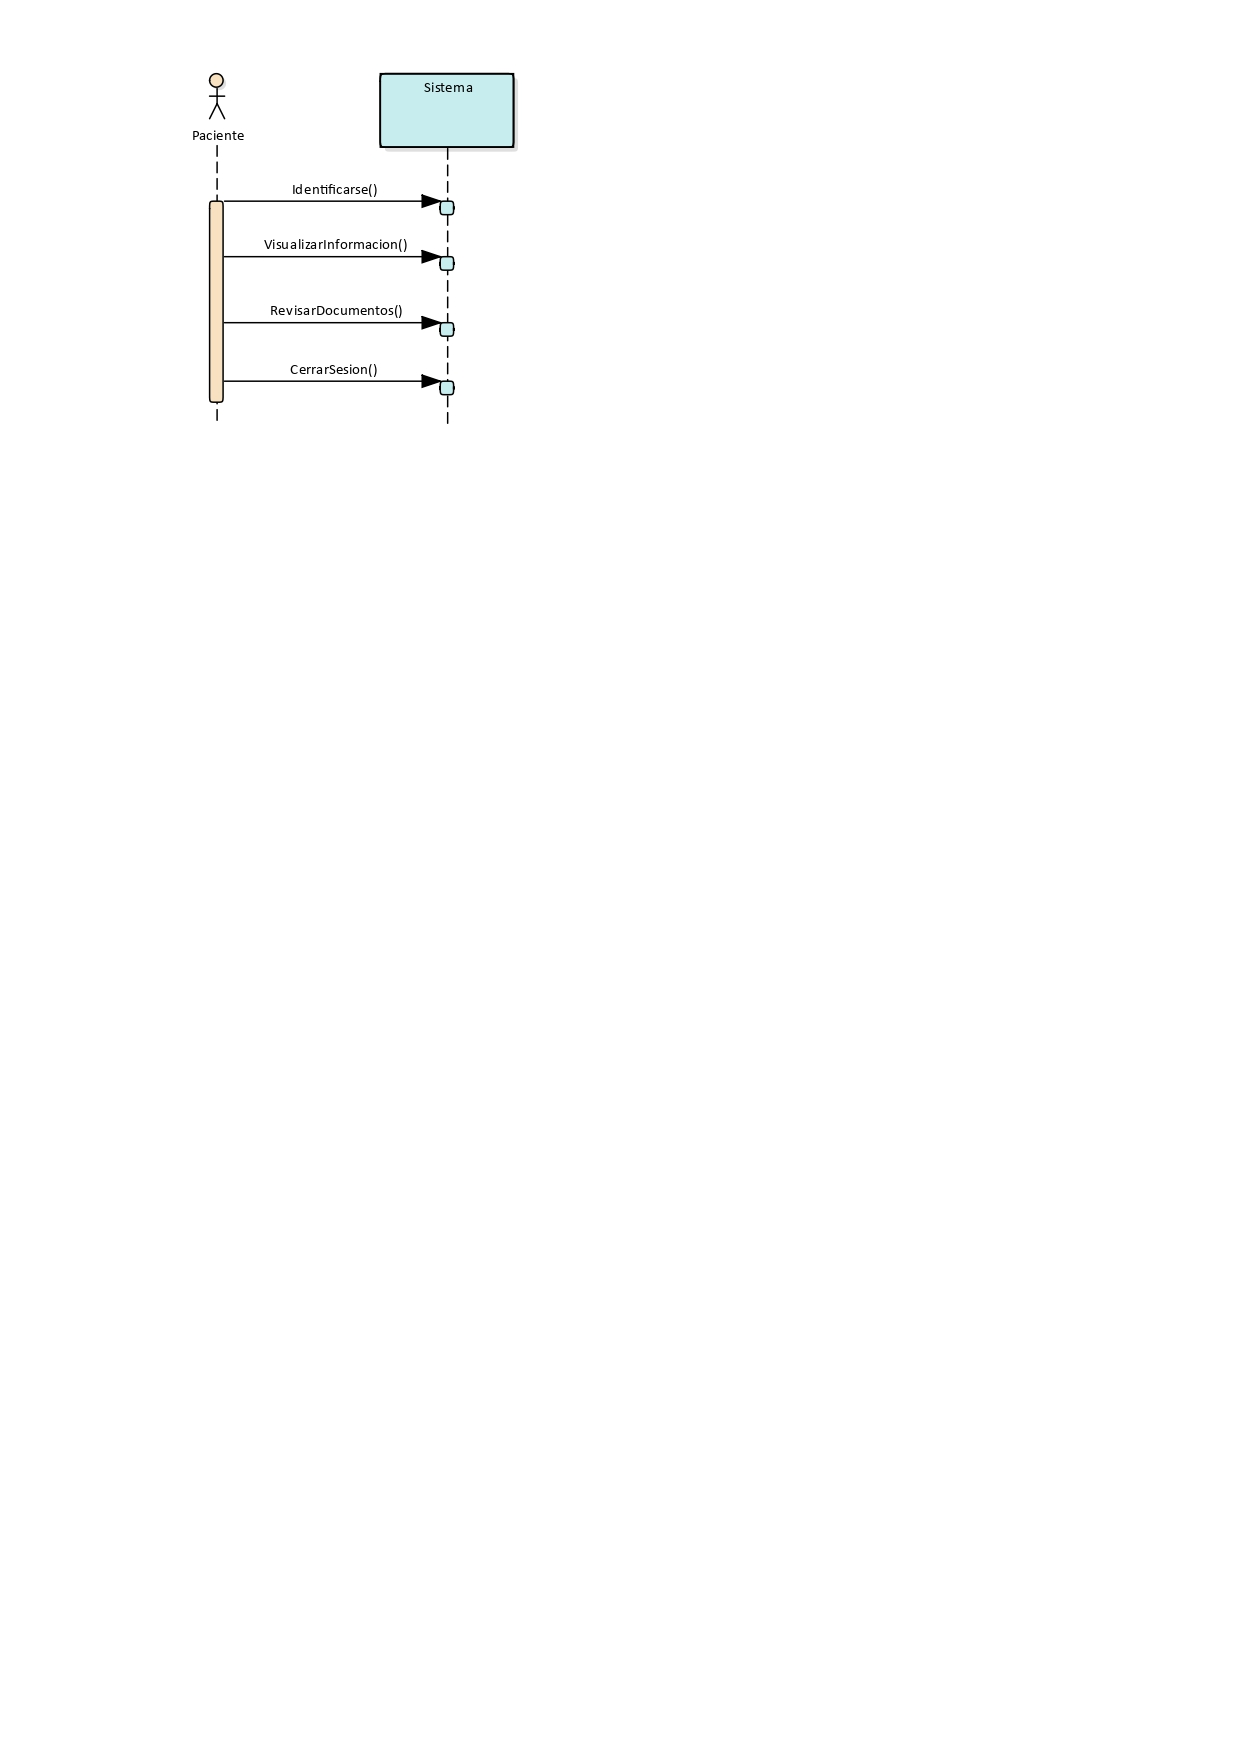 Sistema
Paciente
Identificarse()
VisualizarInformacion()
RevisarDocumentos()
CerrarSesion()